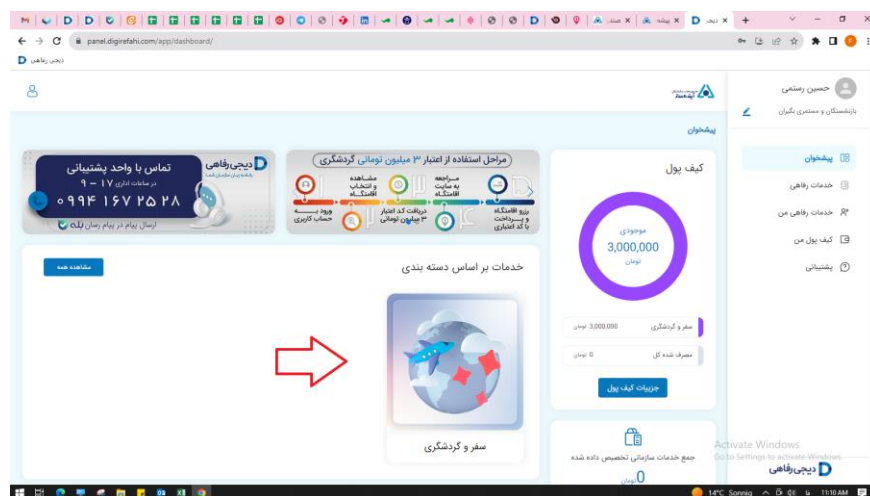 panel.digirefahi.com/app/dashboard/
دیجی رفاهی
حسین رستمی
بازنشستگان و مستمری بگیران
پیشخوان
خدمات رفاهی
خدمات رفاهی من
کیف پول من
پشتیبانی
پیشخوان
کیف پول
موجودی
3,000,000
تومان
سفر و گردشگری
3,000,000 تومان
مصرف شده کل
0 تومان
جزییات کیف پول
جمع خدمات سازمانی تخصیص داده شده
0 تومان
مراحل استفاده از اعتبار ۳ میلیون تومانی گردشگری
ورود به
حساب کاربری
مشاهده
و انتخاب
اقامتگاه
دریافت کد اعتبار
۳ میلیون تومانی
مراجعه
به سایت
اقامتگاه
رزرو اقامتگاه
و پرداخت
با کد اعتباری
دیجی‌رفاهی
تماس با واحد پشتیبانی
در ساعات اداری ۱۷ – ۹
۰۹۹۴ ۱۶۷ ۲۵ ۲۸
ارسال پیام در پیام رسان بله
خدمات بر اساس دسته بندی
مشاهده همه
سفر و گردشگری
Activate Windows
Go to Settings to activate Windows.
دیجی‌رفاهی
14°C Sonnig
11:10 AM